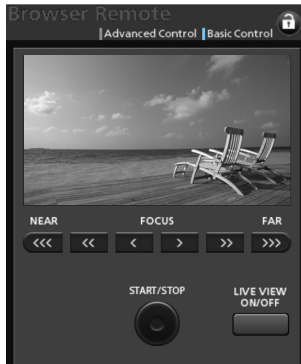 Browser Remote
Advanced Control Basic Control
NEAR FOCUS FAR
<<< << < > >> >>>
START/STOP LIVE VIEW
ON/OFF